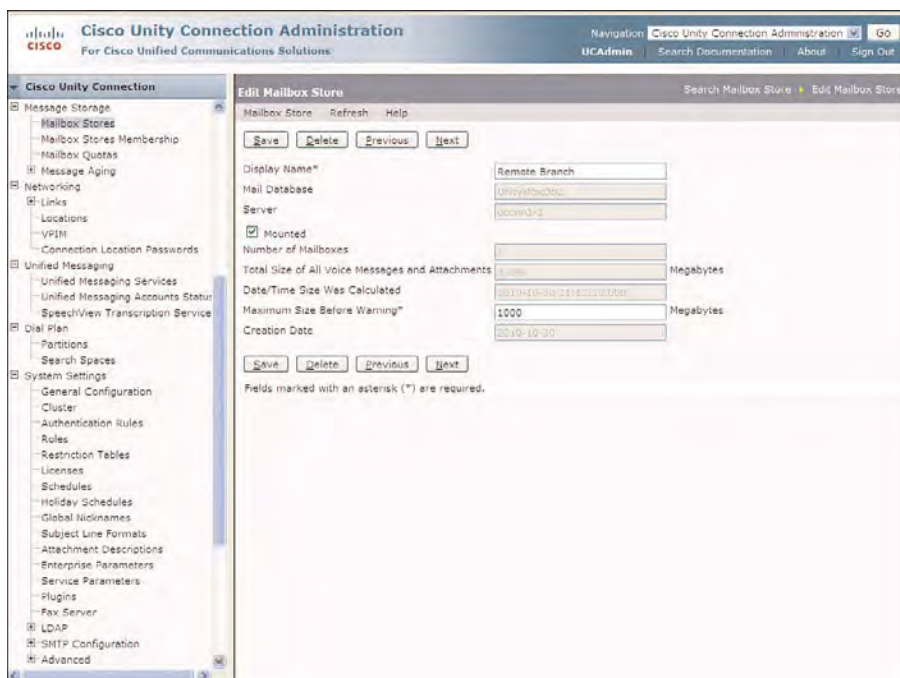 cisco
Cisco Unity Connection Administration
For Cisco Unified Communications Solutions
Navigation Cisco Unity Connection Administration Go
UCAdmin Search Documentation About Sign Out
Cisco Unity Connection
Message Storage
Mailbox Stores
Mailbox Stores Membership
Mailbox Quotas
Message Aging
Networking
Links
Locations
VPIM
Connection Location Passwords
Unified Messaging
Unified Messaging Services
Unified Messaging Accounts Status
SpeechView Transcription Service
Dial Plan
Partitions
Search Spaces
System Settings
General Configuration
Cluster
Authentication Rules
Roles
Restriction Tables
Licenses
Schedules
Holiday Schedules
Global Nicknames
Subject Line Formats
Attachment Descriptions
Enterprise Parameters
Service Parameters
Plugins
Fax Server
LDAP
SMTP Configuration
Advanced
Edit Mailbox Store
Search Mailbox Store Edit Mailbox Store
Mailbox Store Refresh Help
Save Delete Previous Next
Display Name* Remote Branch
Mail Database
Server
Mounted
Number of Mailboxes
Total Size of All Voice Messages and Attachments Megabytes
Date/Time Size Was Calculated
Maximum Size Before Warning* 1000 Megabytes
Creation Date 2010-10-30
Save Delete Previous Next
Fields marked with an asterisk (*) are required.